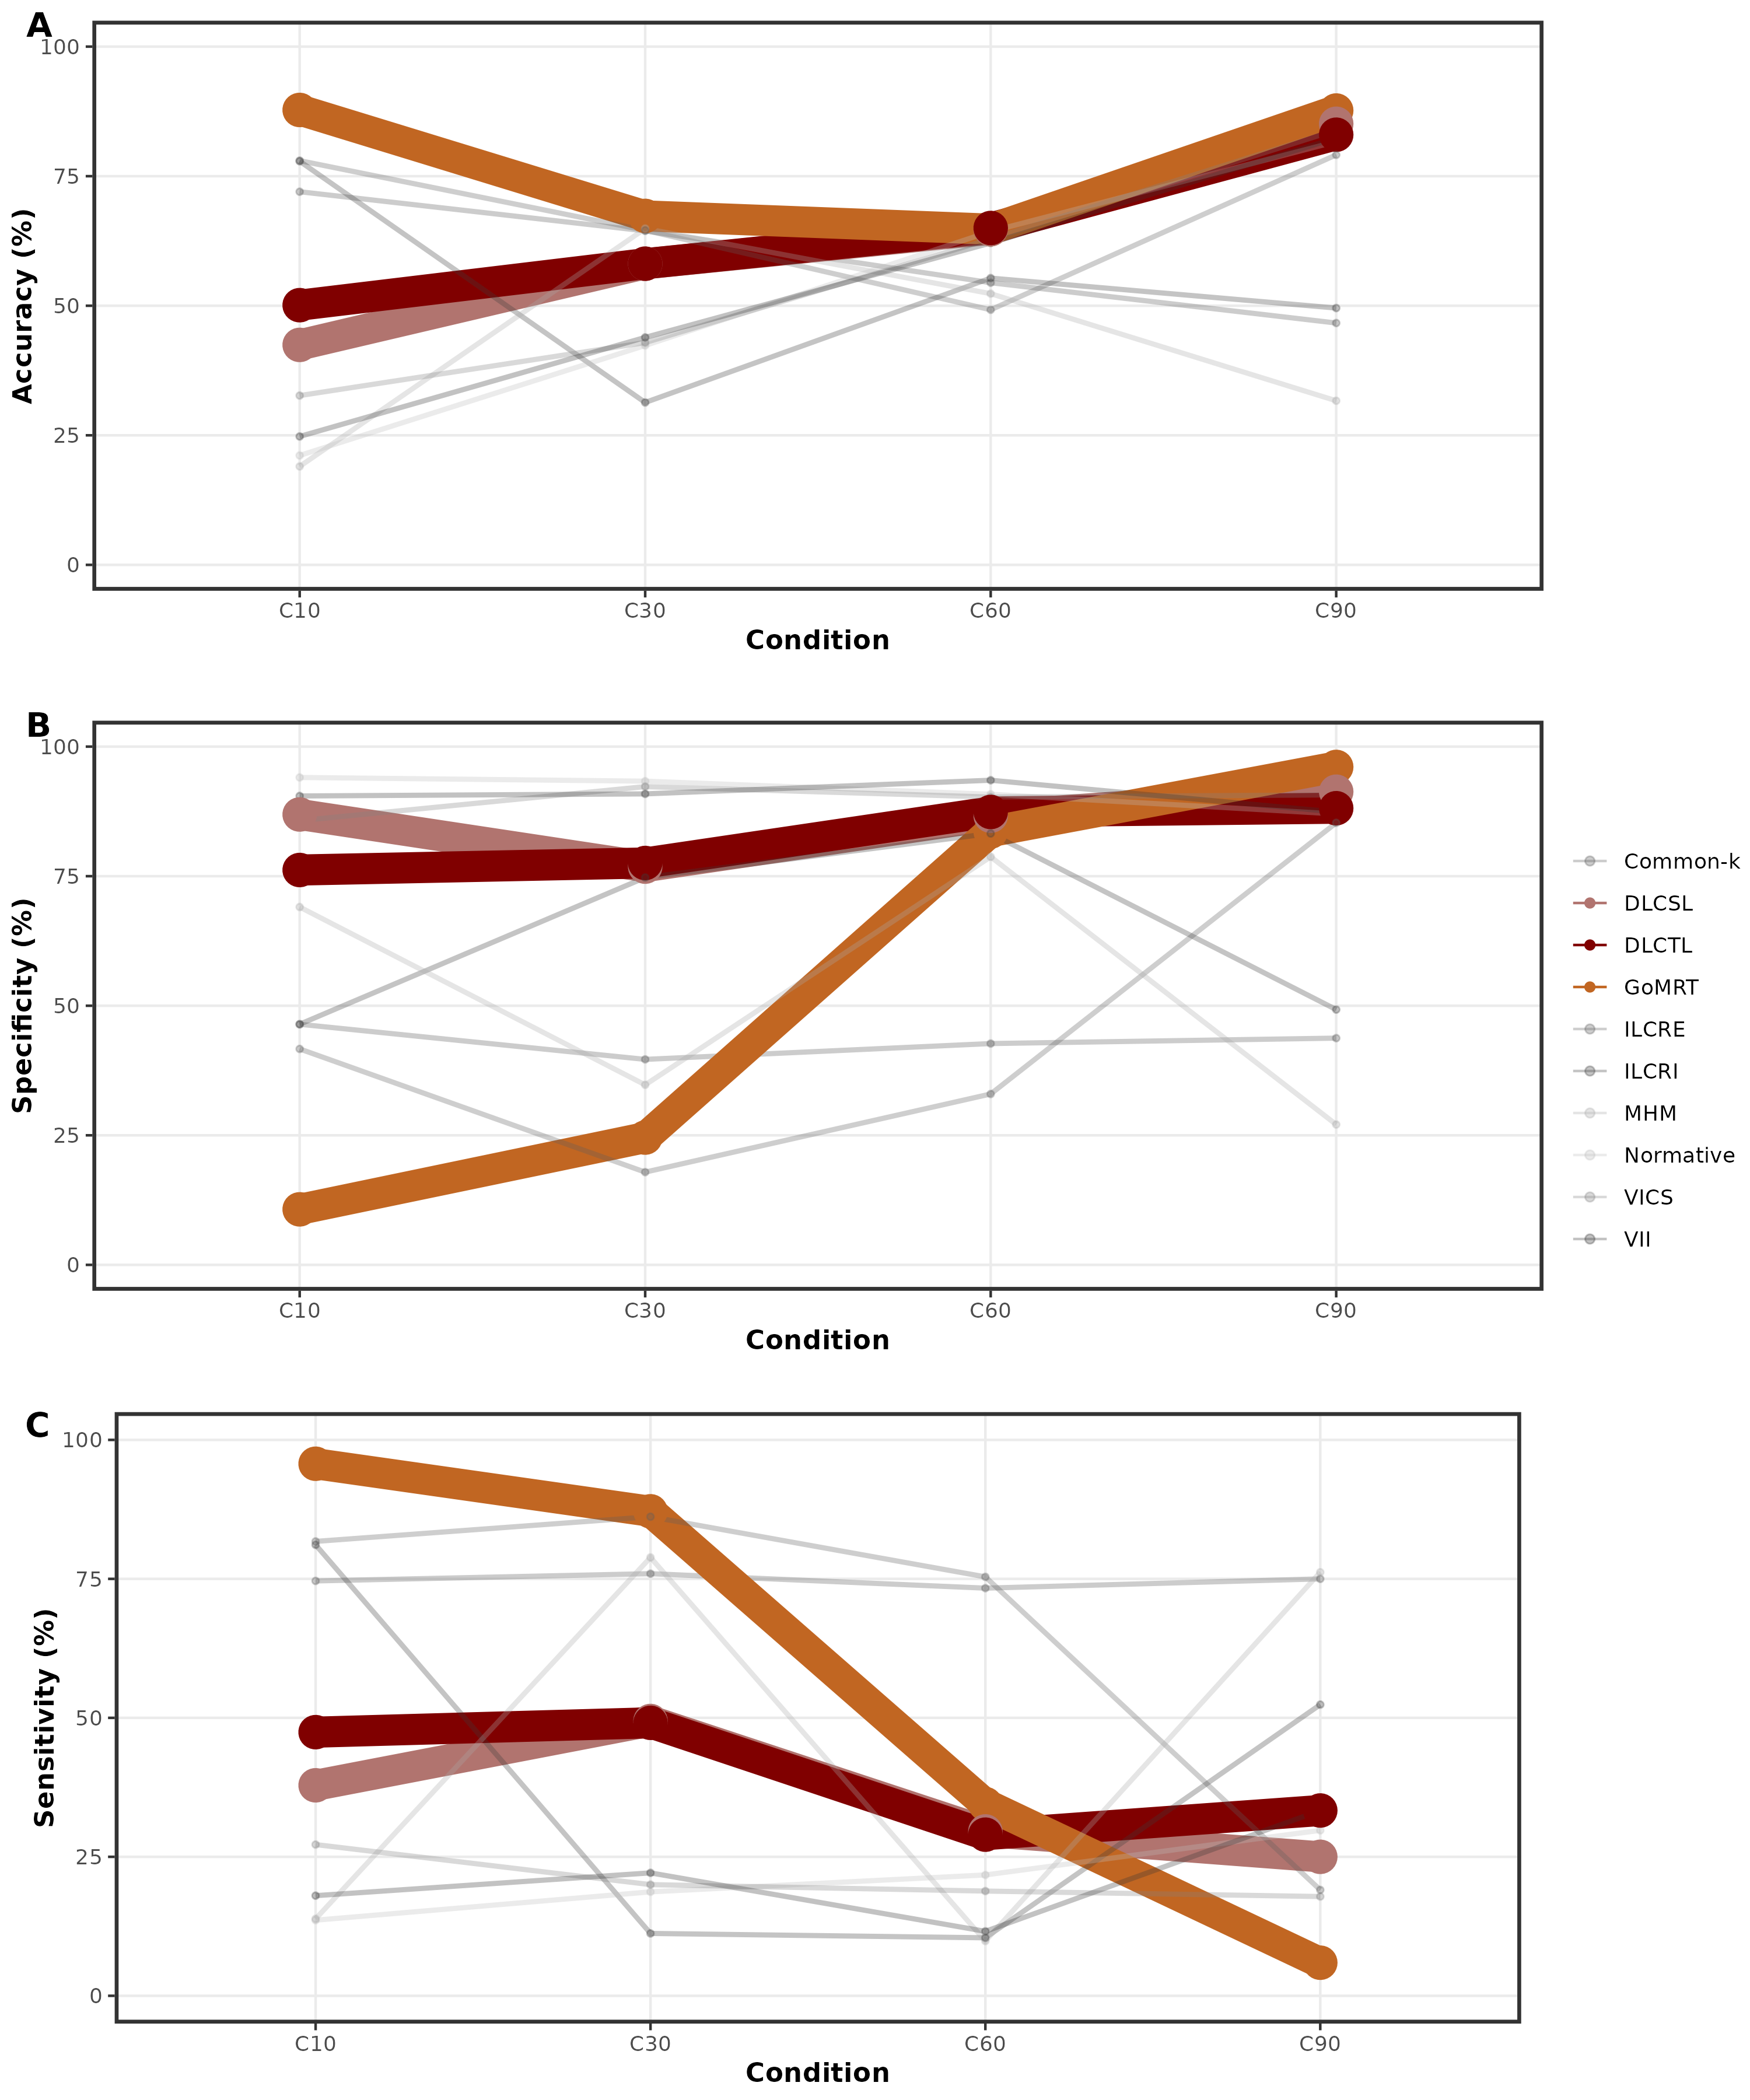 A
100
75
50
25
0
Accuracy (%)
C10 C30 C60 C90
Condition
B
100
75
50
25
0
Specificity (%)
C10 C30 C60 C90
Condition
Common-k
DLCSL
DLCTL
GoMRT
ILCRE
ILCRI
MHM
Normative
VICS
VII
C
100
75
50
25
0
Sensitivity (%)
C10 C30 C60 C90
Condition